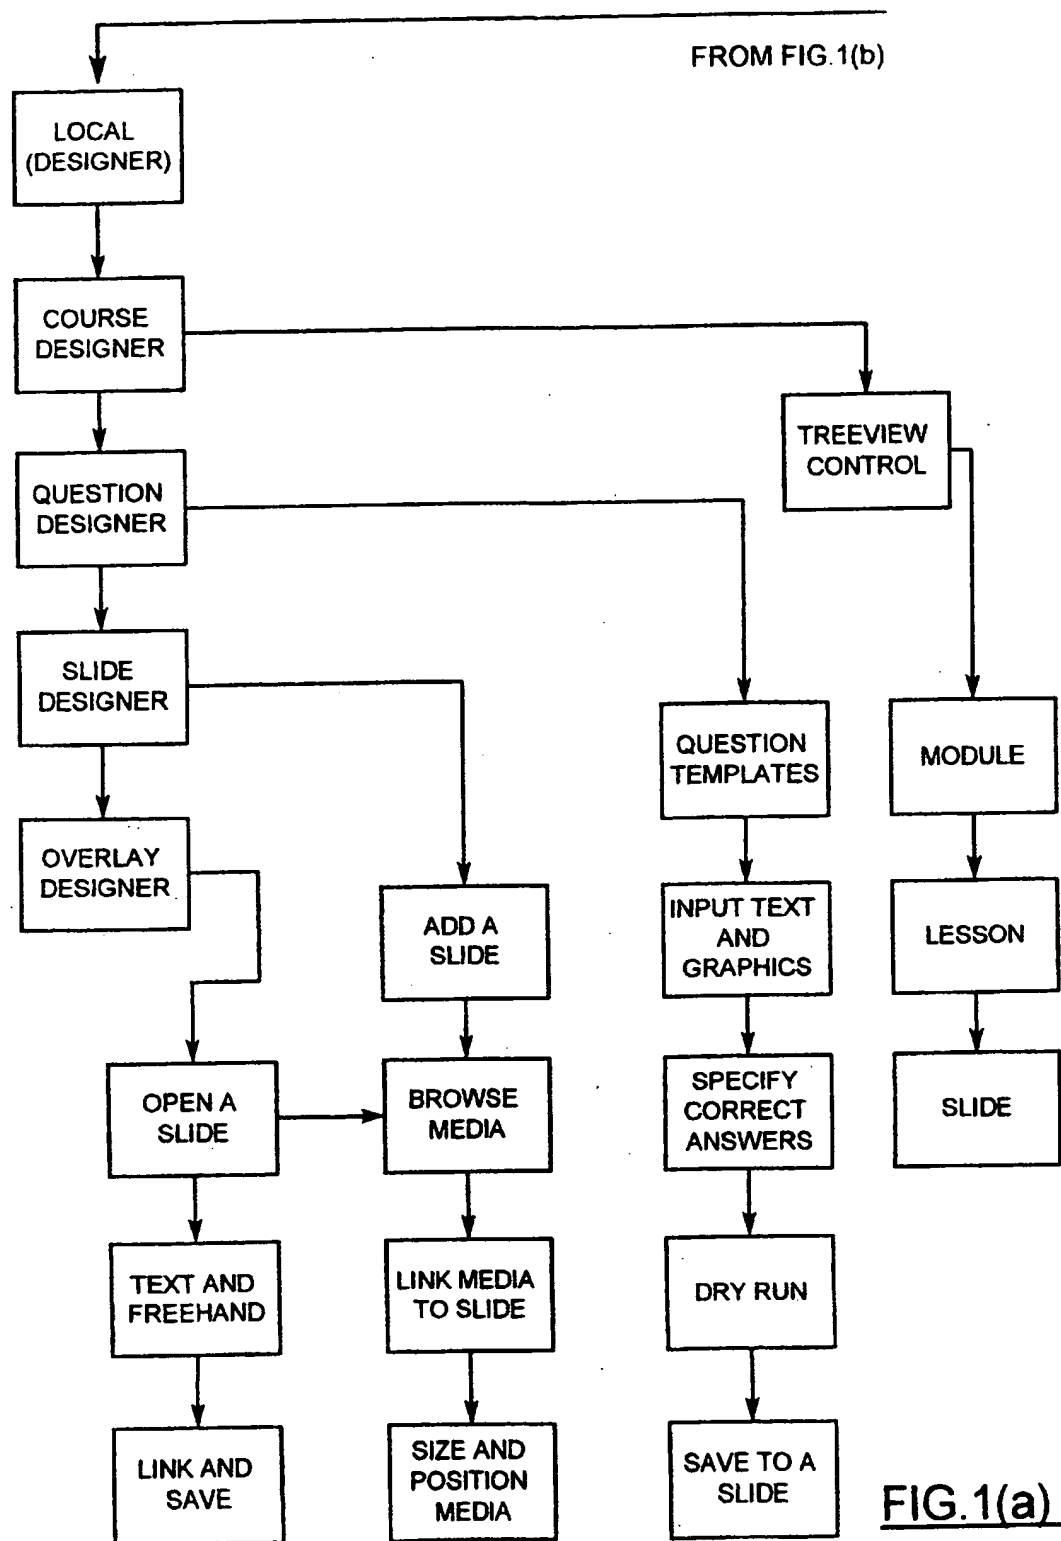 FROM FIG.1(b)
LOCAL
(DESIGNER)
COURSE
DESIGNER
TREEVIEW
CONTROL
QUESTION
DESIGNER
SLIDE
DESIGNER
QUESTION
TEMPLATES
MODULE
OVERLAY
DESIGNER
ADD A
SLIDE
INPUT TEXT
AND
GRAPHICS
LESSON
OPEN A
SLIDE
BROWSE
MEDIA
SPECIFY
CORRECT
ANSWERS
SLIDE
TEXT AND
FREEHAND
LINK MEDIA
TO SLIDE
DRY RUN
LINK AND
SAVE
SIZE AND
POSITION
MEDIA
SAVE TO A
SLIDE
FIG.1(a)